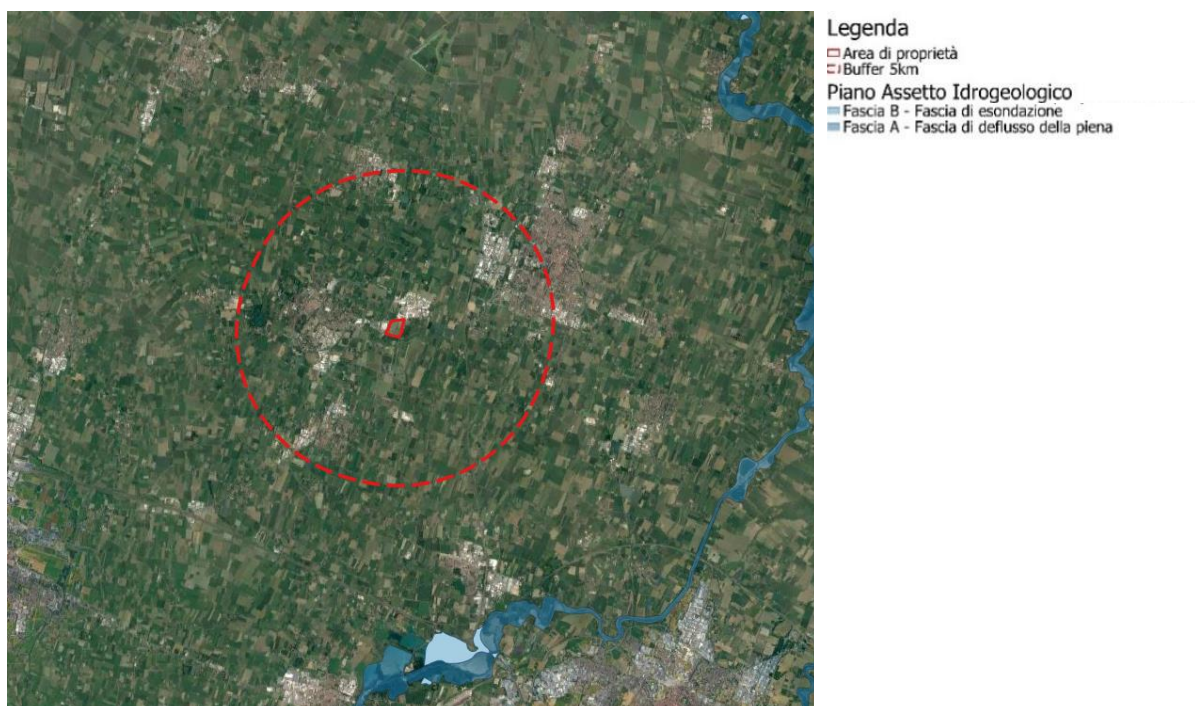 Legenda
Area di proprietà
Buffer 5km
Piano Assetto Idrogeologico
Fascia B - Fascia di esondazione
Fascia A - Fascia di deflusso della piena